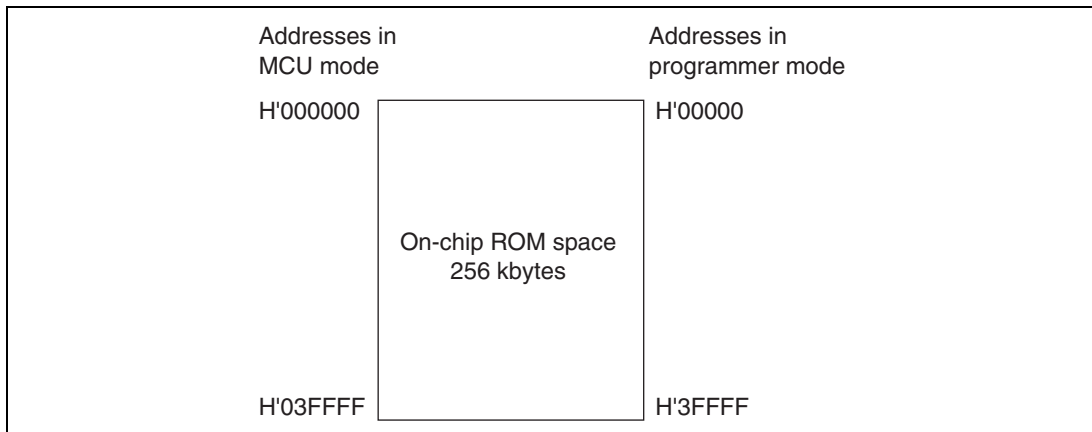 Addresses in
MCU mode
Addresses in
programmer mode
H'000000
H'00000
On-chip ROM space
256 kbytes
H'03FFFF
H'3FFFF